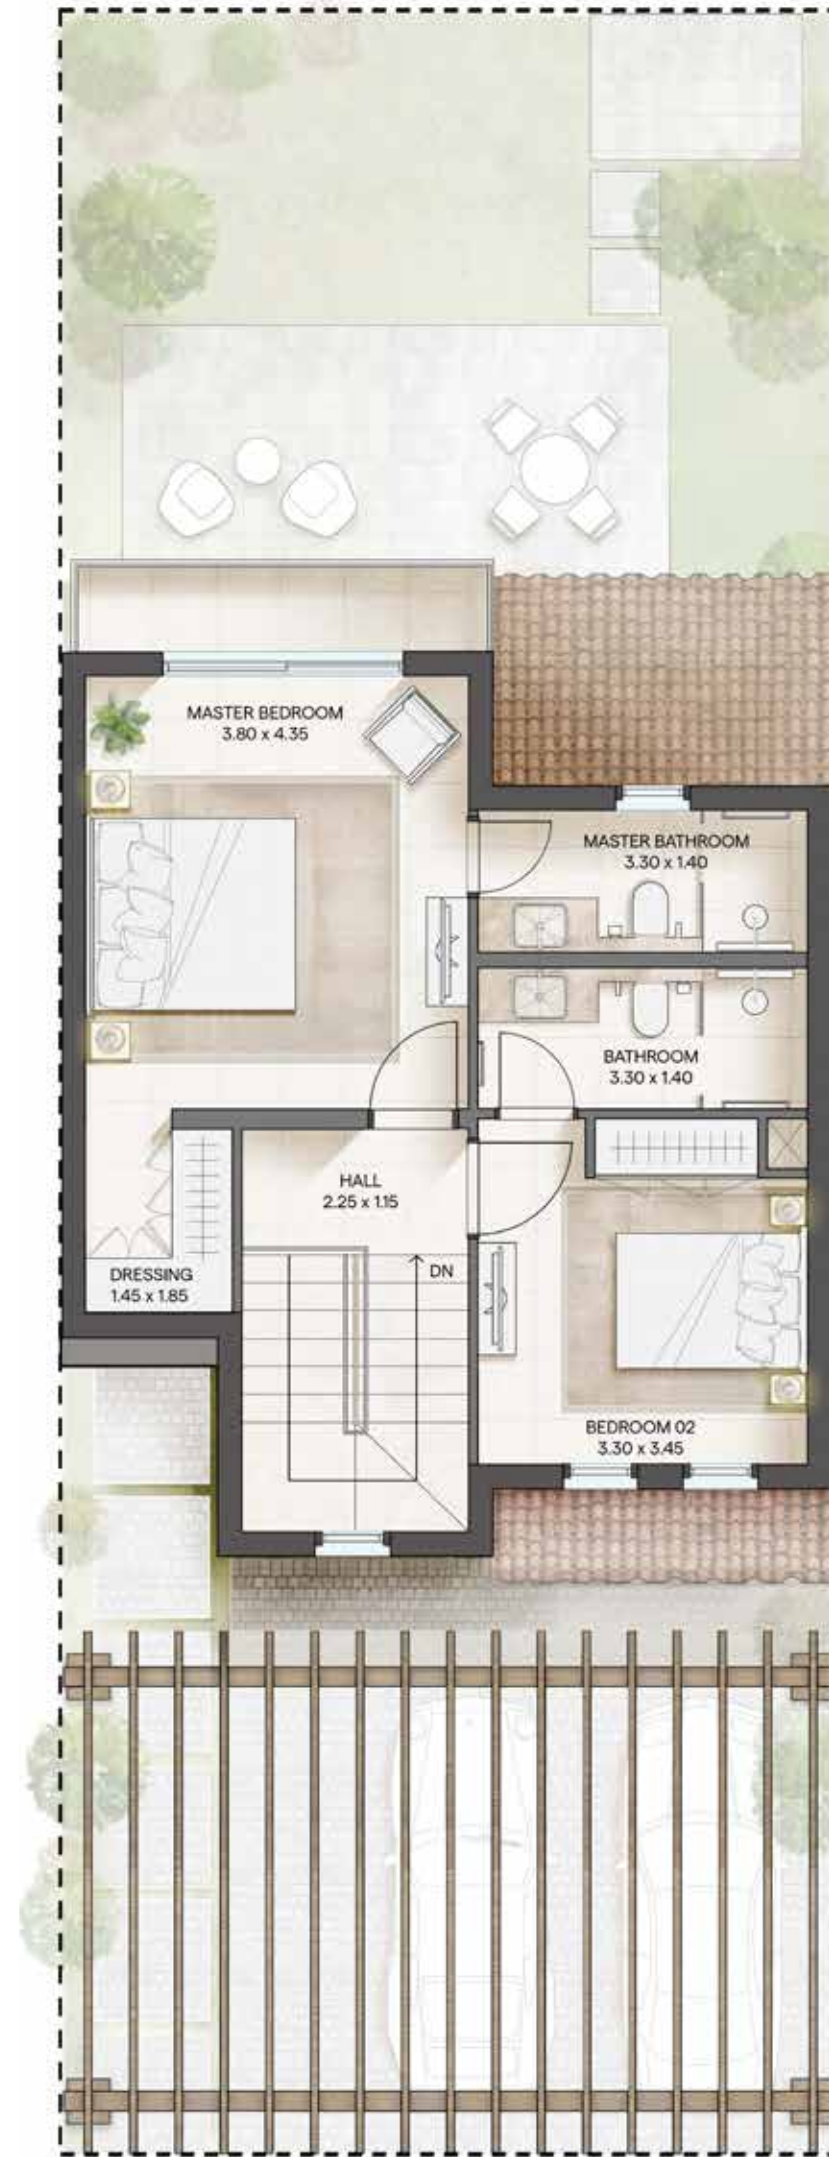 MASTER BEDROOM
3.80 x 4.35
MASTER BATHROOM
3.30 x 1.40
BATHROOM
3.30 x 1.40
HALL
2.25 x 1.15
DN
DRESSING
1.45 x 1.85
BEDROOM 02
3.30 x 3.45